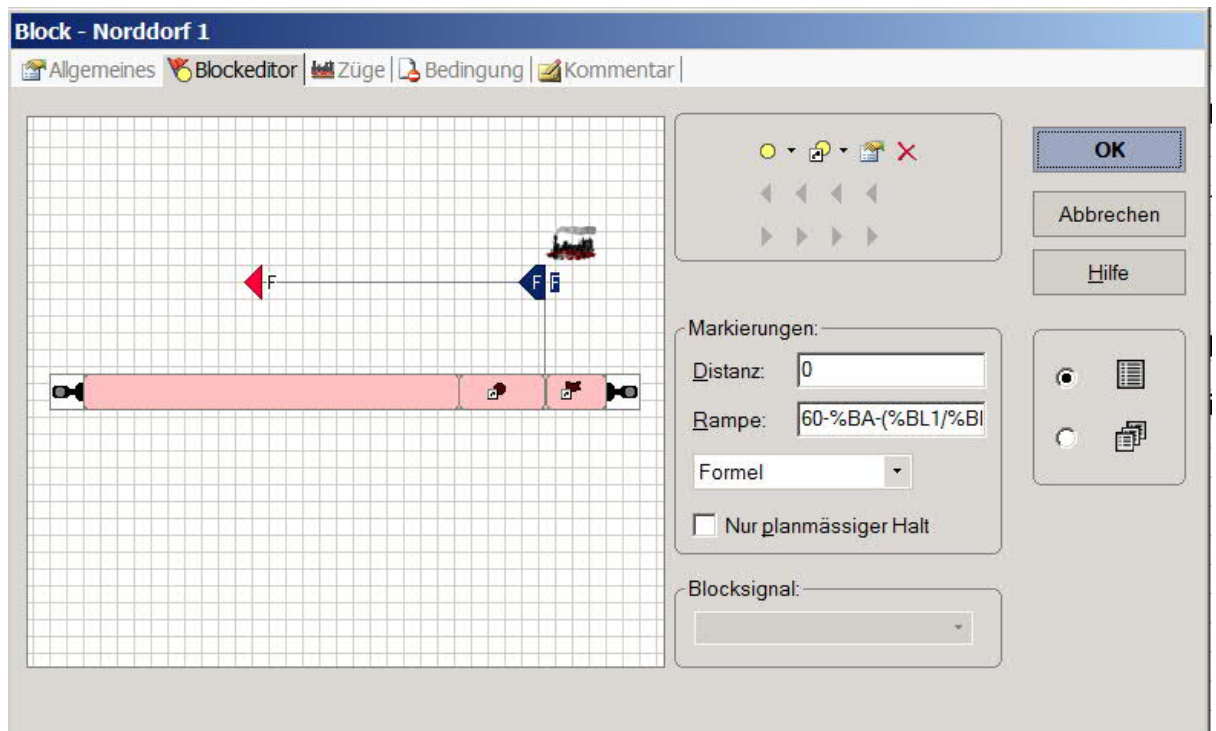 Block - Norddorf 1
Allgemeines Blockeditor Züge Bedingung Kommentar
OK
Abbrechen
Hilfe
F F F
Markierungen:
Distanz: 0
Rampe: 60-%BA-(%BL1/%Bl
Formel
Nur planmässiger Halt
Blocksignal: